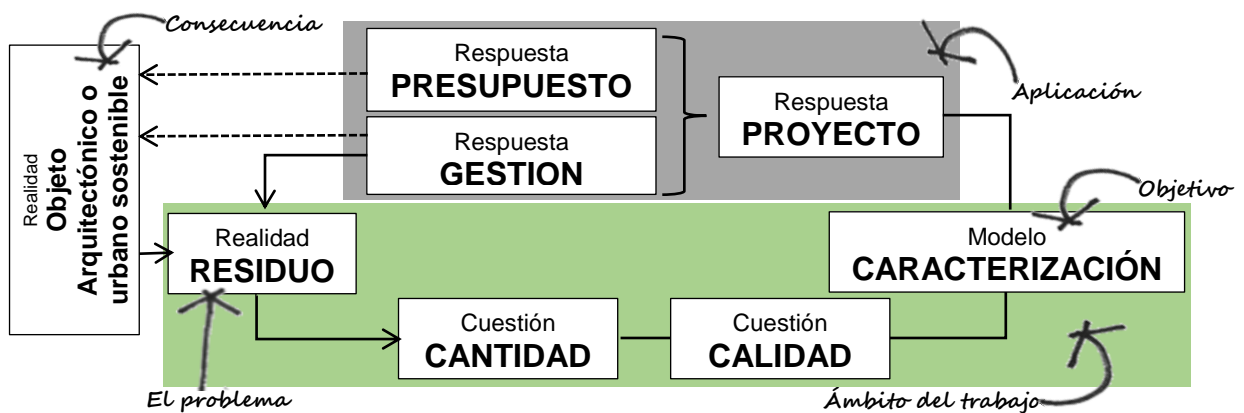 Consecuencia
Realidad
Objeto
Arquitectónico o
urbano sostenible
Respuesta
PRESUPUESTO
Respuesta
GESTION
Respuesta
PROYECTO
Aplicación
Objetivo
Realidad
RESIDUO
Modelo
CARACTERIZACIÓN
Cuestión
CANTIDAD
Cuestión
CALIDAD
El problema
Ámbito del trabajo